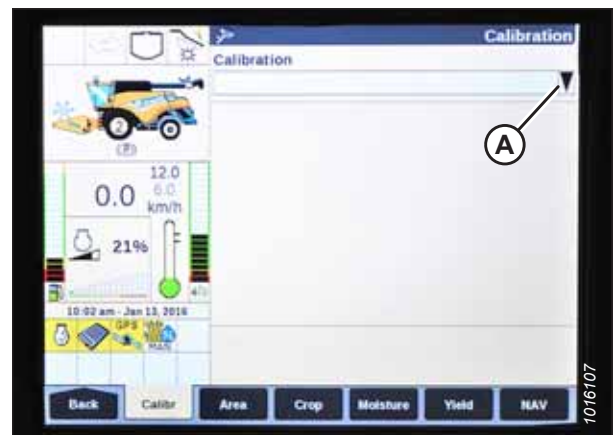 Calibration
Calibration
A
2
(P)
12.0
6.0
0.0
km/h
21%
10:02 am - Jan 13, 2016
GPS
MAN
Back Calibr Area Crop Moisture Yield NAV
1016107